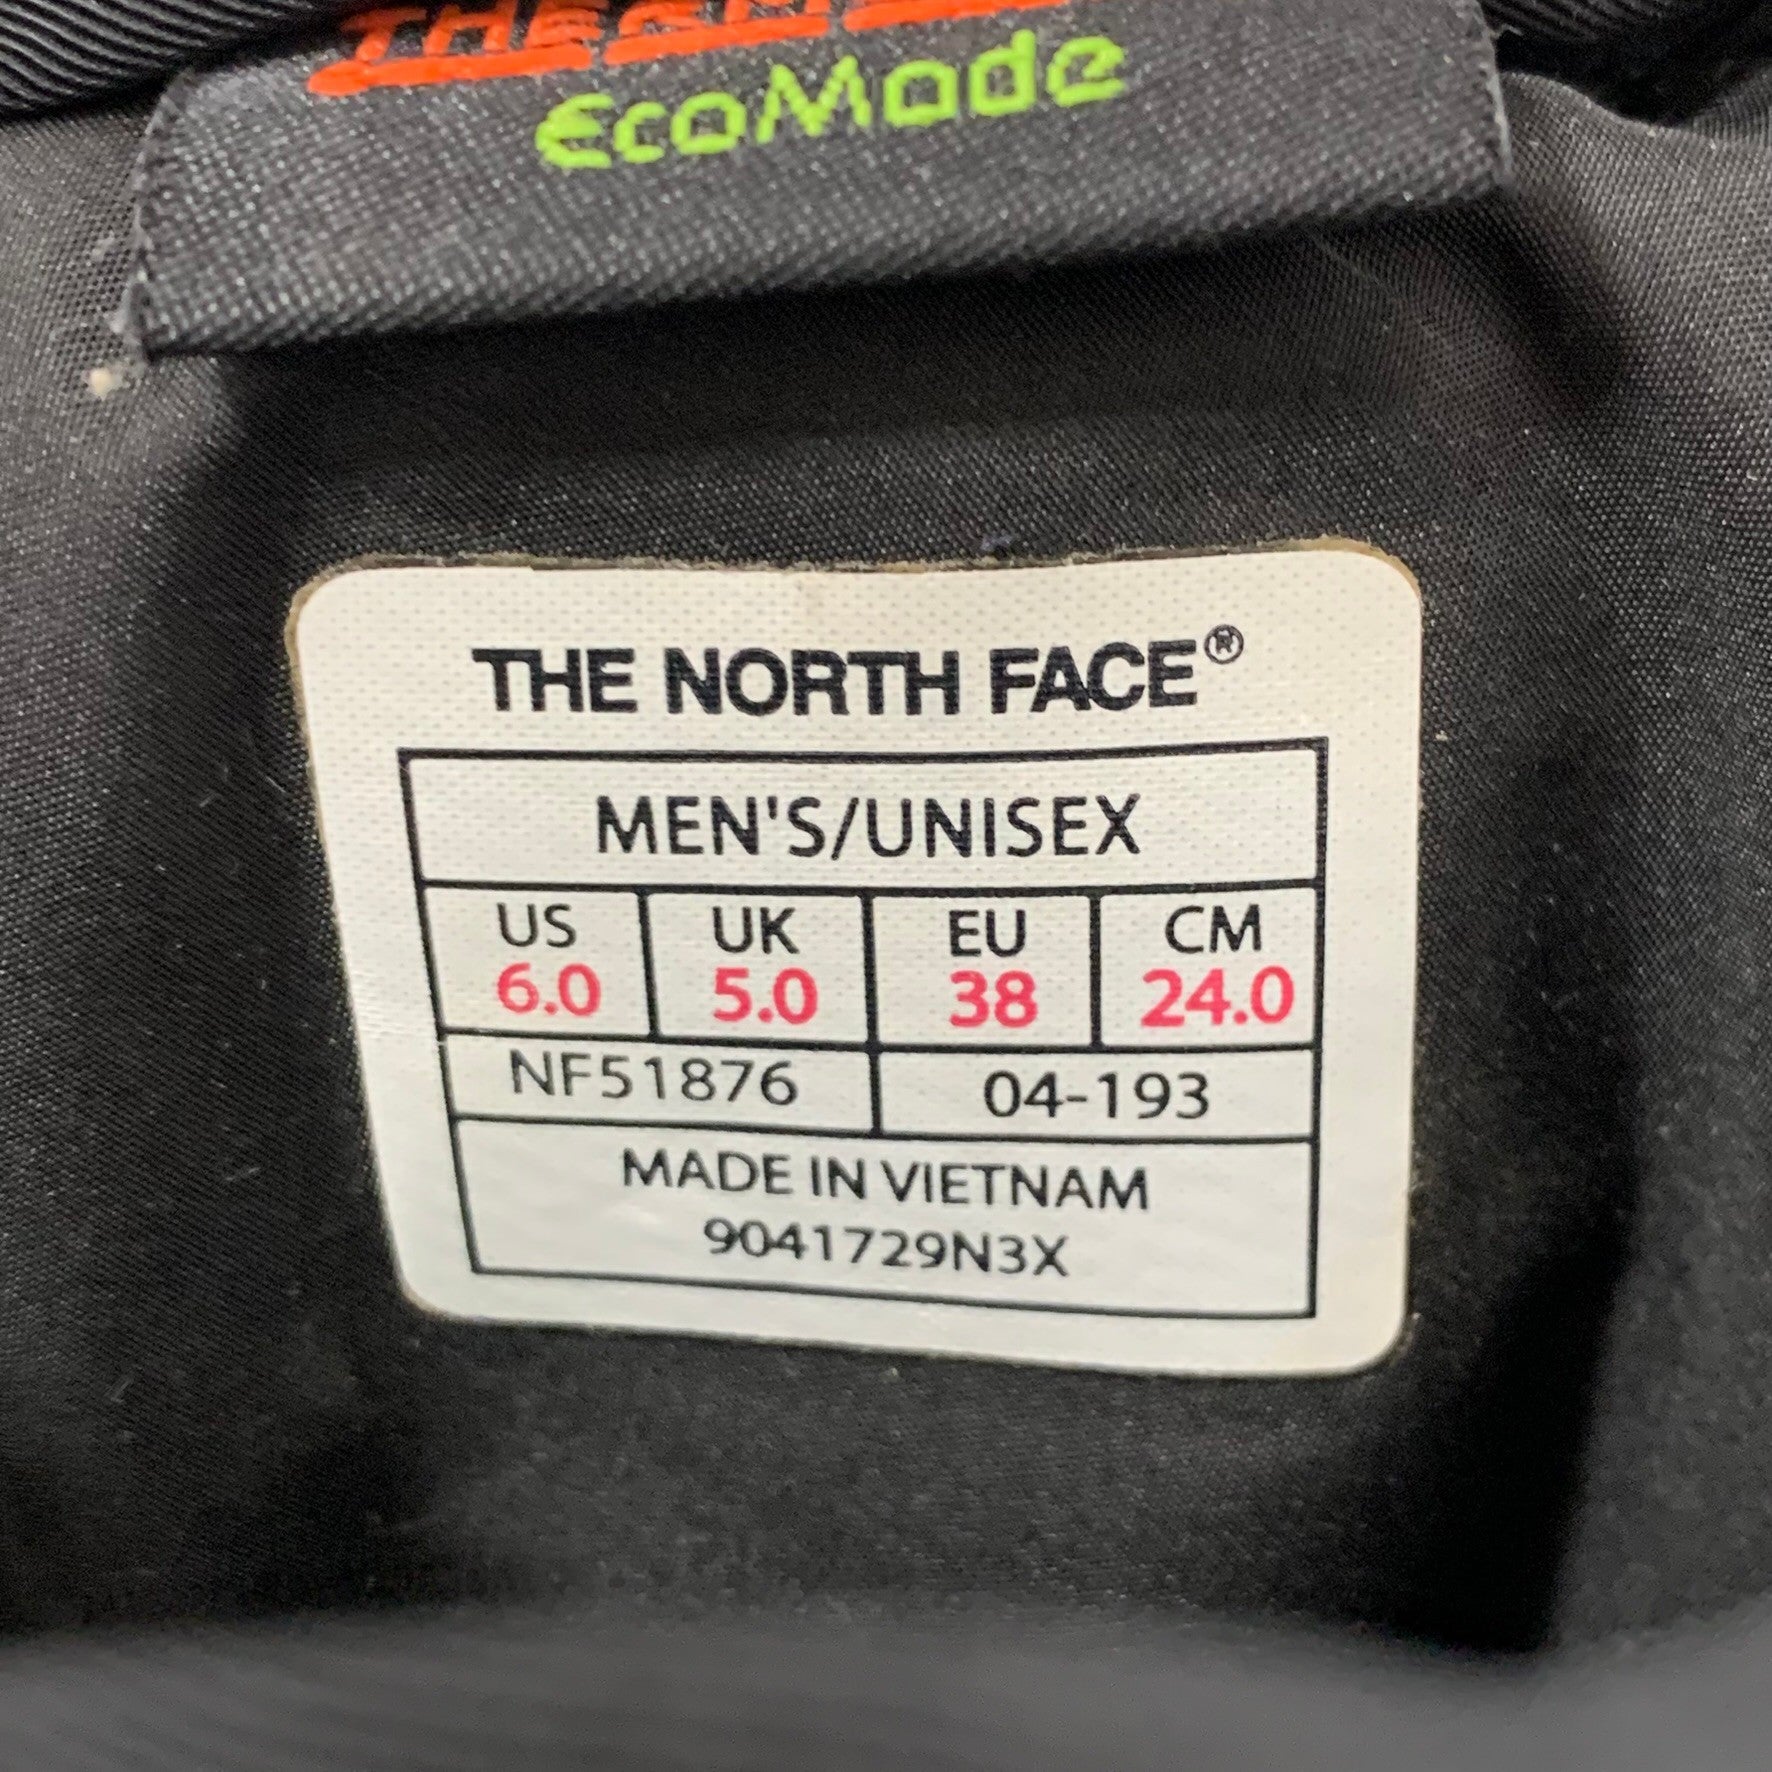 EcoMode
THE NORTH FACE®
MEN'S/UNISEX
US UK EU CM
6.0 5.0 38 24.0
NF51876 04-193
MADE IN VIETNAM
9041729N3X